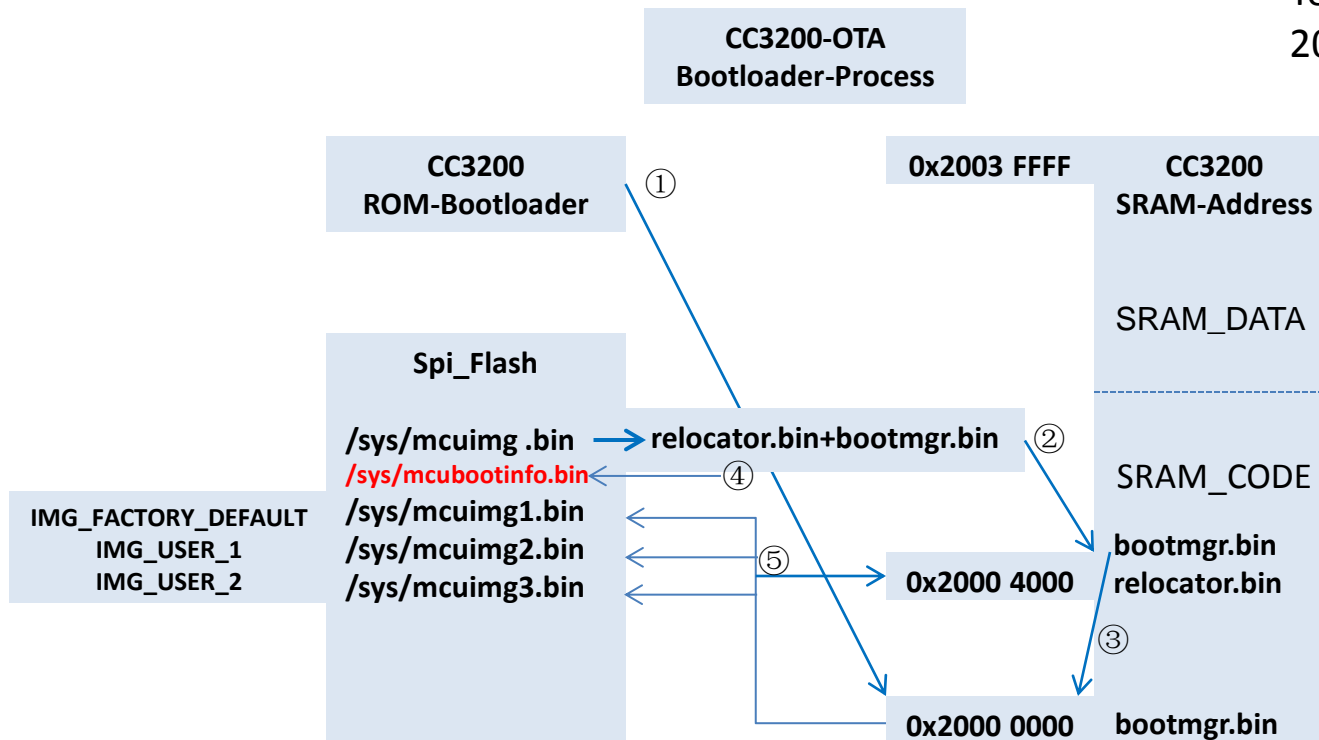 CC3200-OTA
Bootloader-Process
20
CC3200
ROM-Bootloader
①
0x2003 FFFF
CC3200
SRAM-Address
SRAM_DATA
Spi_Flash
/sys/mcuimg .bin
relocator.bin+bootmgr.bin
②
/sys/mcubootinfo.bin
④
SRAM_CODE
IMG_FACTORY_DEFAULT
IMG_USER_1
IMG_USER_2
/sys/mcuimg1.bin
/sys/mcuimg2.bin
/sys/mcuimg3.bin
⑤
0x2000 4000
bootmgr.bin
relocator.bin
③
0x2000 0000
bootmgr.bin